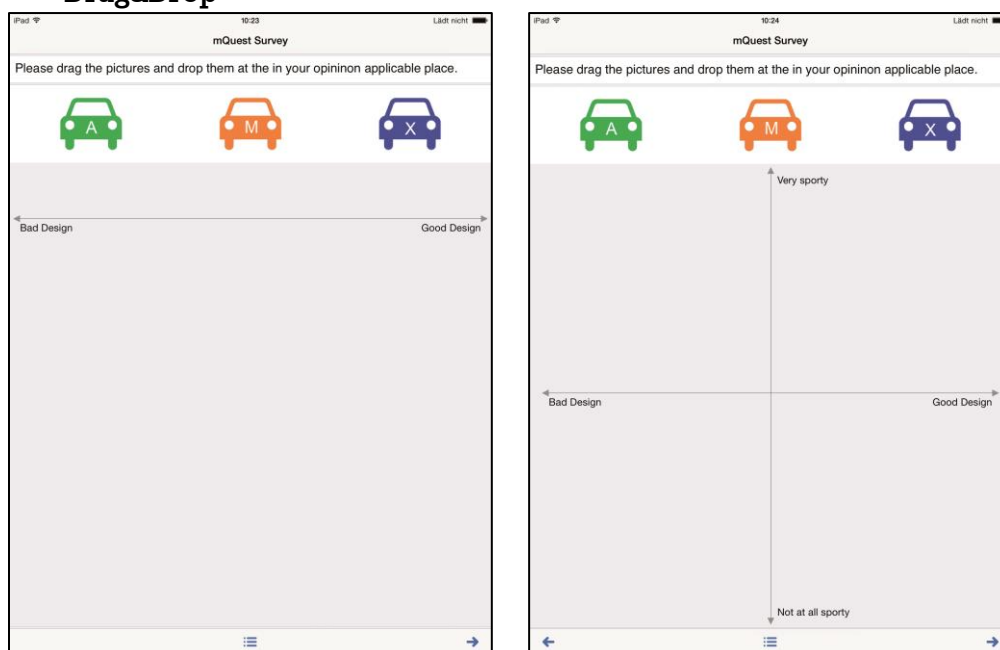 Drag&Drop
iPad 10:23 Lädt nicht
mQuest Survey
Please drag the pictures and drop them at the in your opininon applicable place.
A M X
Bad Design Good Design
iPad 10:24 Lädt nicht
mQuest Survey
Please drag the pictures and drop them at the in your opininon applicable place.
A M X
Very sporty
Bad Design Good Design
Not at all sporty